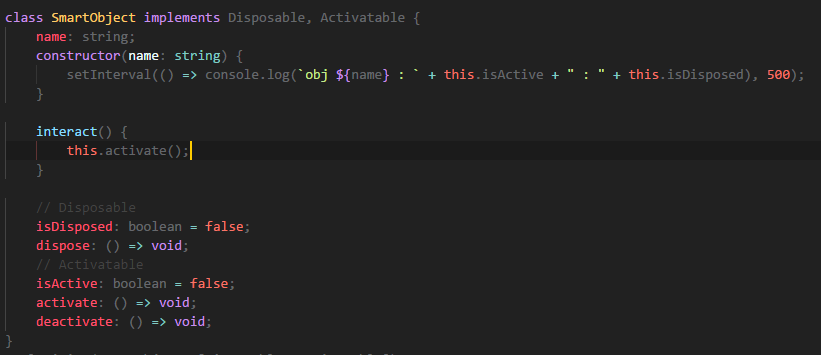 class SmartObject implements Disposable, Activatable {
    name: string;
    constructor(name: string) {
        setInterval(() => console.log(`obj ${name} : ` + this.isActive + " : " + this.isDisposed), 500);
    }

    interact() {
        this.activate();
    }

    // Disposable
    isDisposed: boolean = false;
    dispose: () => void;
    // Activatable
    isActive: boolean = false;
    activate: () => void;
    deactivate: () => void;
}